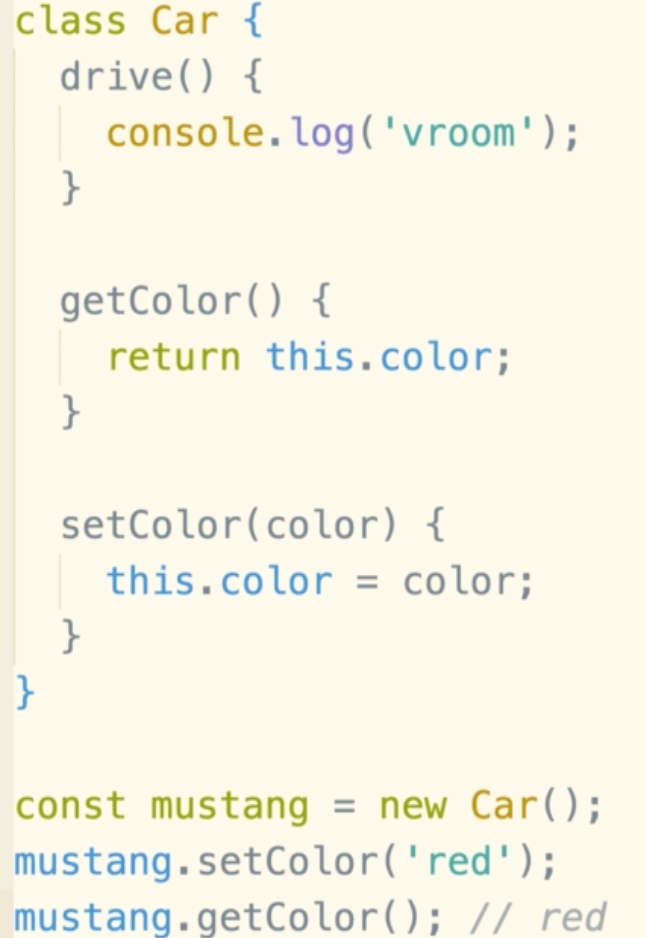 class Car {
  drive() {
    console.log('vroom');
  }

  getColor() {
    return this.color;
  }

  setColor(color) {
    this.color = color;
  }
}

const mustang = new Car();
mustang.setColor('red');
mustang.getColor(); // red